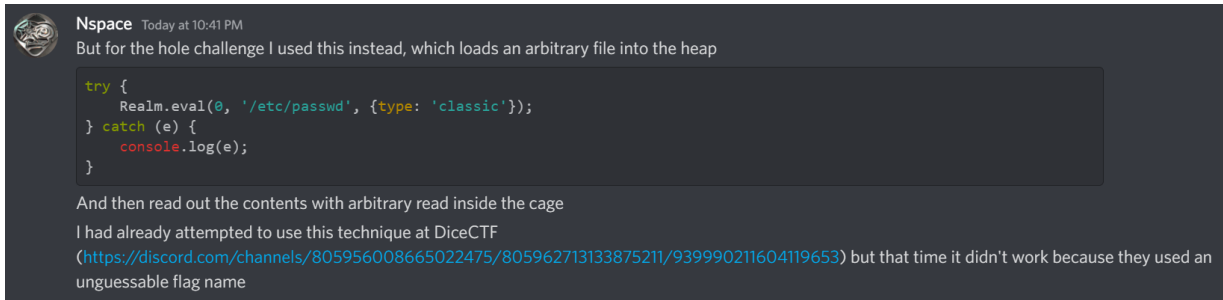 Nspace Today at 10:41 PM
But for the hole challenge I used this instead, which loads an arbitrary file into the heap
try {
    Realm.eval(0, '/etc/passwd', {type: 'classic'});
} catch (e) {
    console.log(e);
}
And then read out the contents with arbitrary read inside the cage
I had already attempted to use this technique at DiceCTF
(https://discord.com/channels/805956008665022475/805962713133875211/939990211604119653) but that time it didn't work because they used an
unguessable flag name